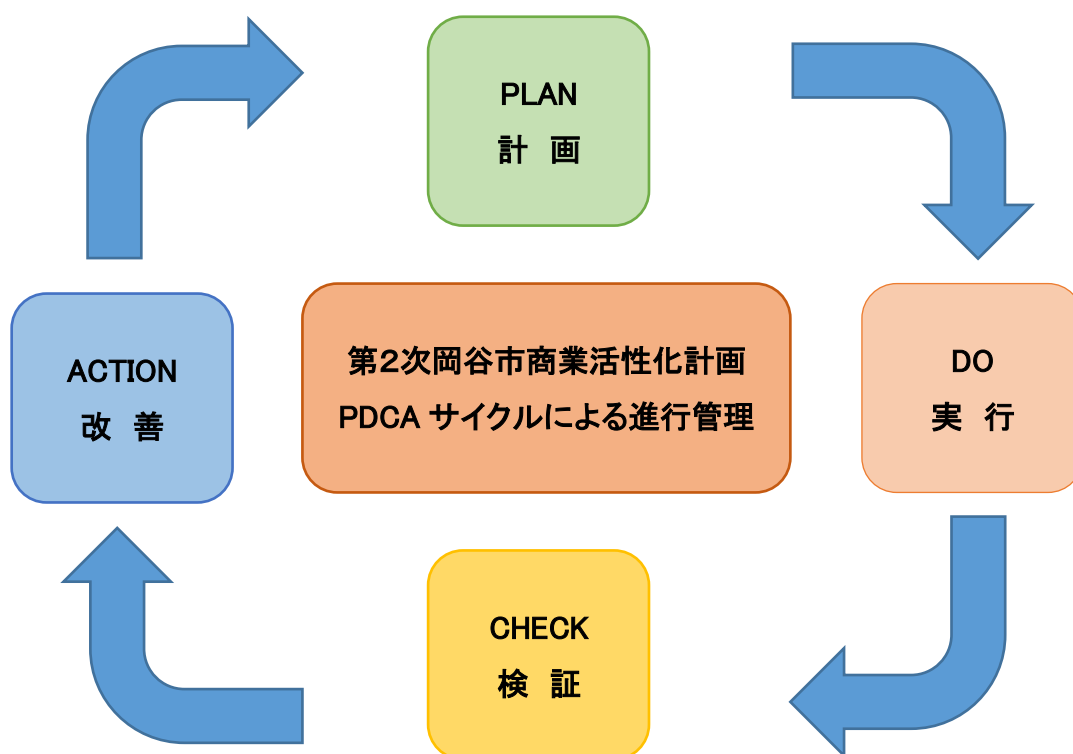 PLAN
計 画
ACTION
改 善
第2次岡谷市商業活性化計画
PDCA サイクルによる進行管理
DO
実 行
CHECK
検 証